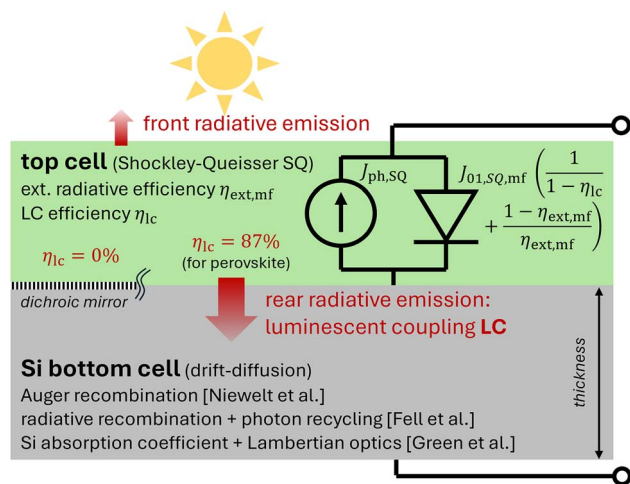 front radiative emission
top cell (Shockley-Queisser SQ)
ext. radiative efficiency η_ext,mf
LC efficiency η_lc
J_ph,SQ
J_01,SQ,mf (1/(1 − η_lc)
+ (1 − η_ext,mf)/η_ext,mf)
η_lc = 0%
η_lc = 87%
(for perovskite)
dichroic mirror
rear radiative emission:
luminescent coupling LC
Si bottom cell (drift-diffusion)
Auger recombination [Niewelt et al.]
radiative recombination + photon recycling [Fell et al.]
Si absorption coefficient + Lambertian optics [Green et al.]
thickness